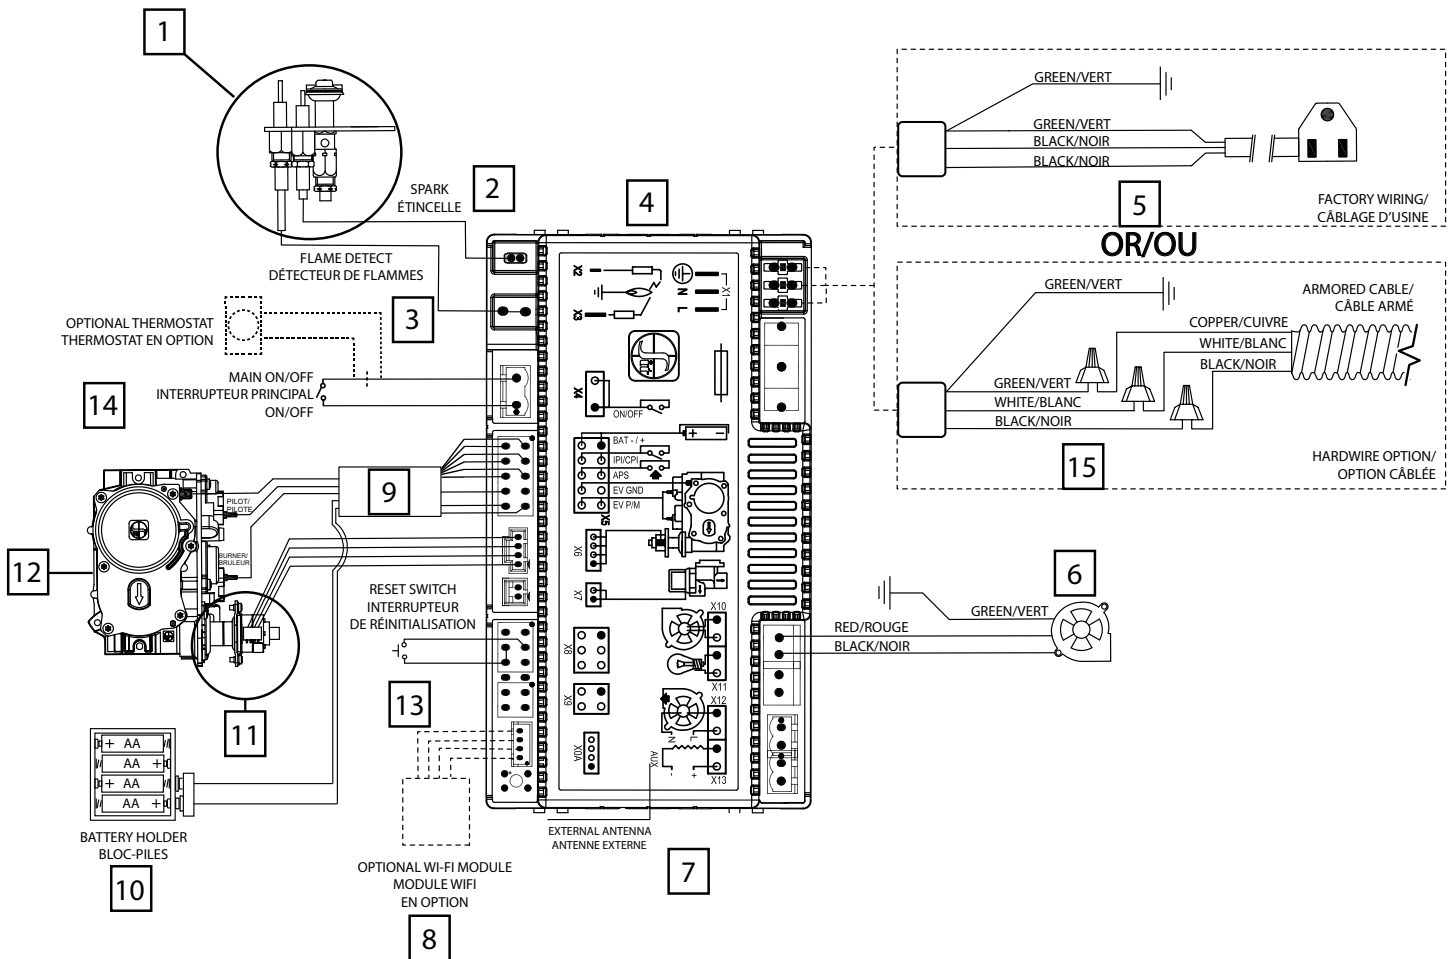 1
SPARK
ÉTINCELLE
2
4
FLAME DETECT
DÉTECTEUR DE FLAMMES
3
OPTIONAL THERMOSTAT
THERMOSTAT EN OPTION
MAIN ON/OFF
INTERRUPTEUR PRINCIPAL
ON/OFF
14
9
PILOT/
PILOTE
BURNER/
BRULEUR
12
11
RESET SWITCH
INTERRUPTEUR
DE RÉINITIALISATION
13
+ AA
AA +
+ AA
AA +
BATTERY HOLDER
BLOC-PILES
10
OPTIONAL WI-FI MODULE
MODULE WIFI
EN OPTION
8
X2
X3
N
L
X1
X4
ON/OFF
+ -
BAT - / +
IPI/CPI
APS
EV GND
EV P/M
X5
X6
X7
X10
X8
X11
X9
X12
N L
X0A
AUX
- +
X13
EXTERNAL ANTENNA
ANTENNE EXTERNE
7
GREEN/VERT
GREEN/VERT
BLACK/NOIR
BLACK/NOIR
5
FACTORY WIRING/
CÂBLAGE D'USINE
OR/OU
GREEN/VERT
ARMORED CABLE/
CÂBLE ARMÉ
COPPER/CUIVRE
WHITE/BLANC
BLACK/NOIR
GREEN/VERT
WHITE/BLANC
BLACK/NOIR
15
HARDWIRE OPTION/
OPTION CÂBLÉE
6
GREEN/VERT
RED/ROUGE
BLACK/NOIR